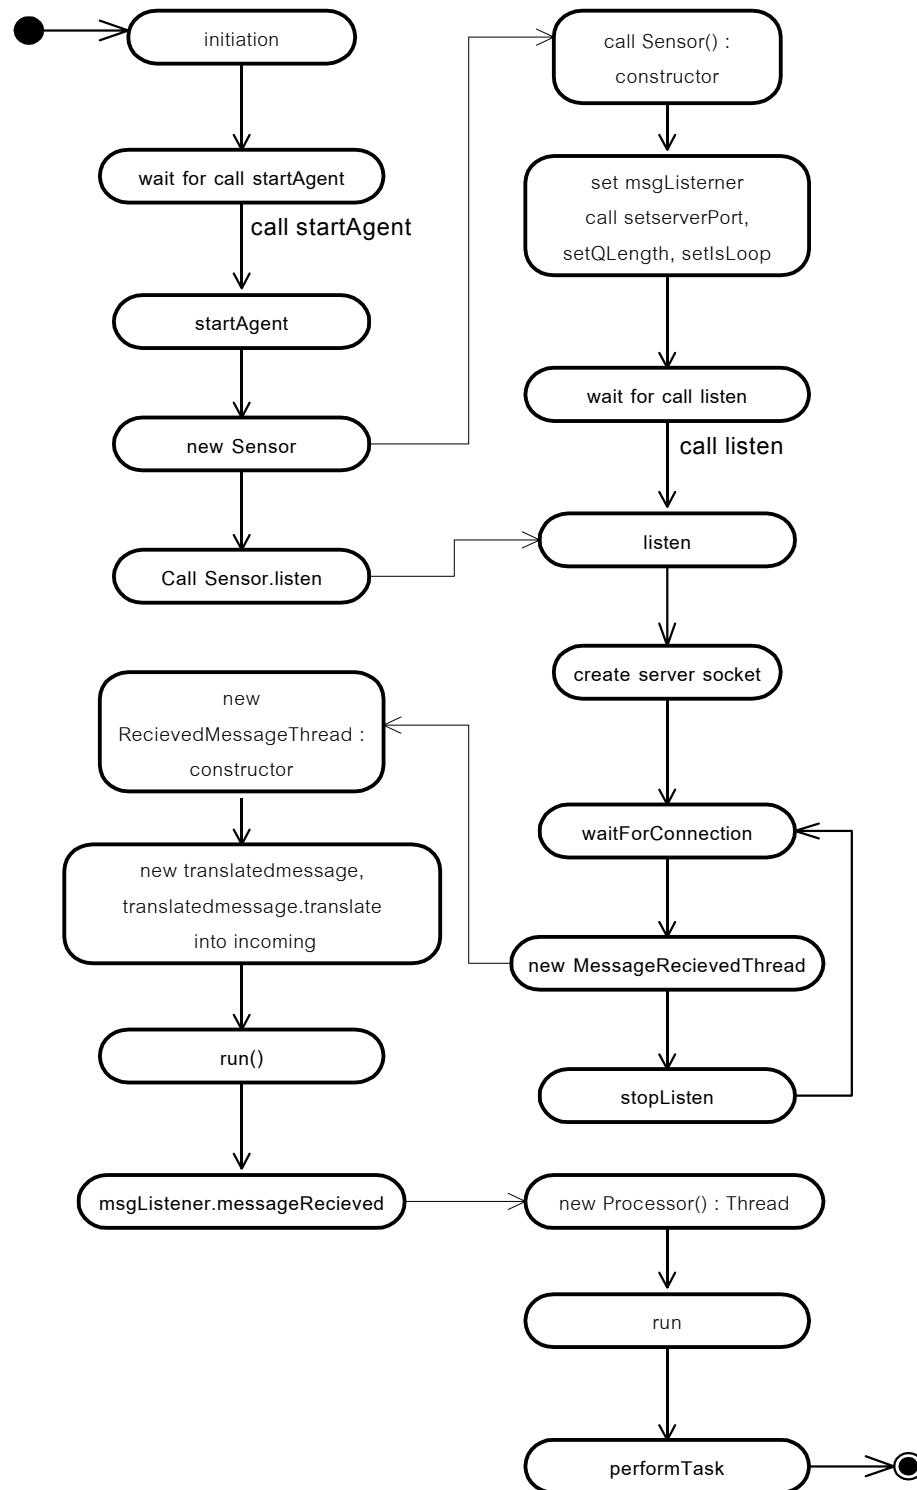 initiation
wait for call startAgent
call startAgent
startAgent
new Sensor
Call Sensor.listen
call Sensor() :
constructor
set msgListerner
call setserverPort,
setQLength, setIsLoop
wait for call listen
call listen
listen
create server socket
waitForConnection
new MessageRecievedThread
stopListen
new
RecievedMessageThread :
constructor
new translatedmessage,
translatedmessage.translate
into incoming
run()
msgListener.messageRecieved
new Processor() : Thread
run
performTask